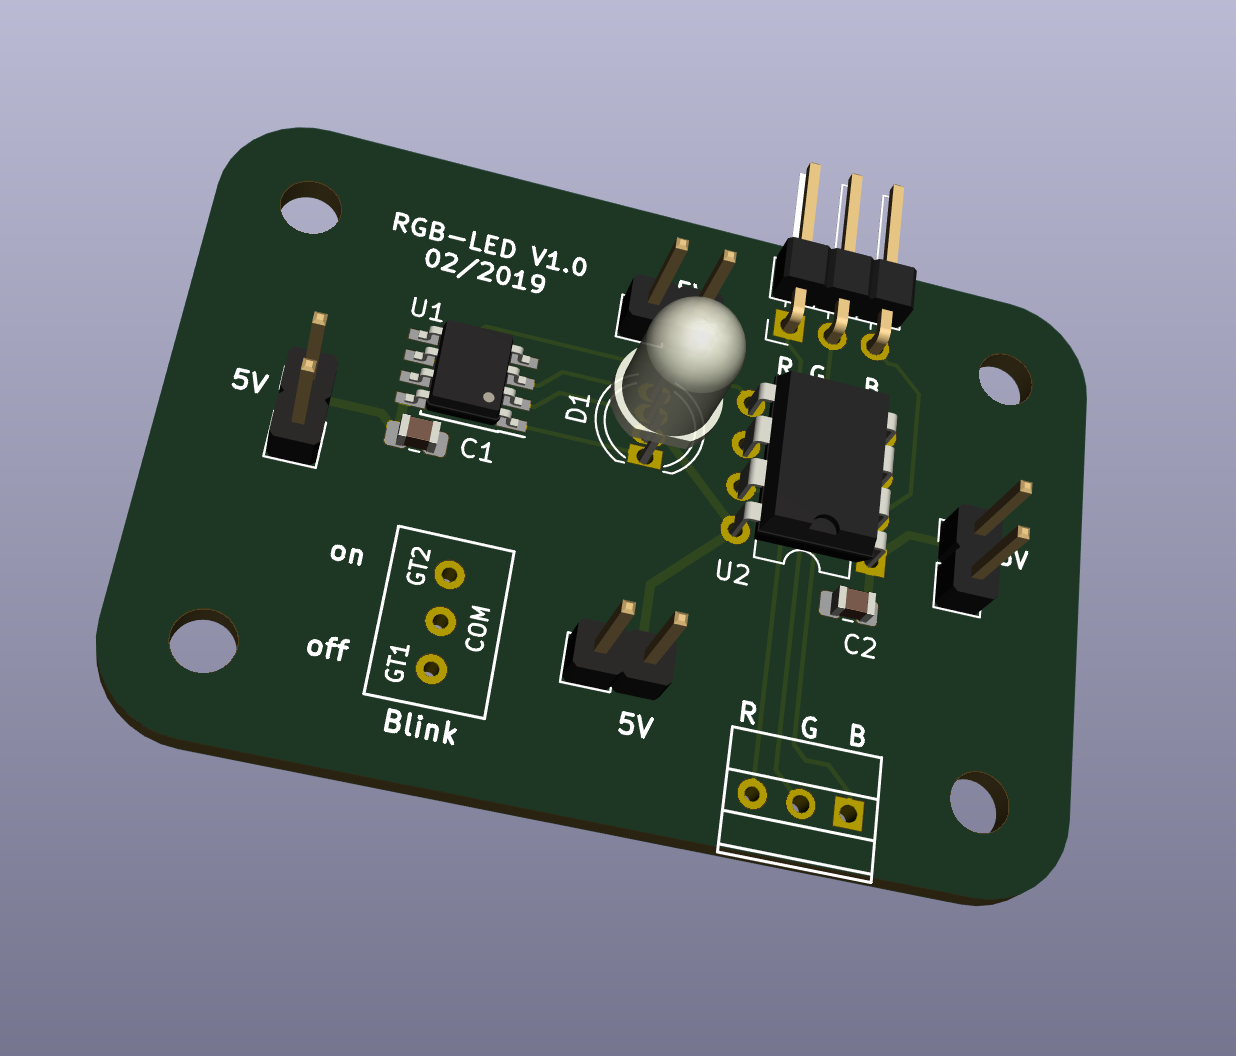 RGB-LED V1.0
02/2019
U1
5V
C1
D1
R
G
B
on
GT2
COM
off
GT1
Blink
U2
C2
5V
R
G
B